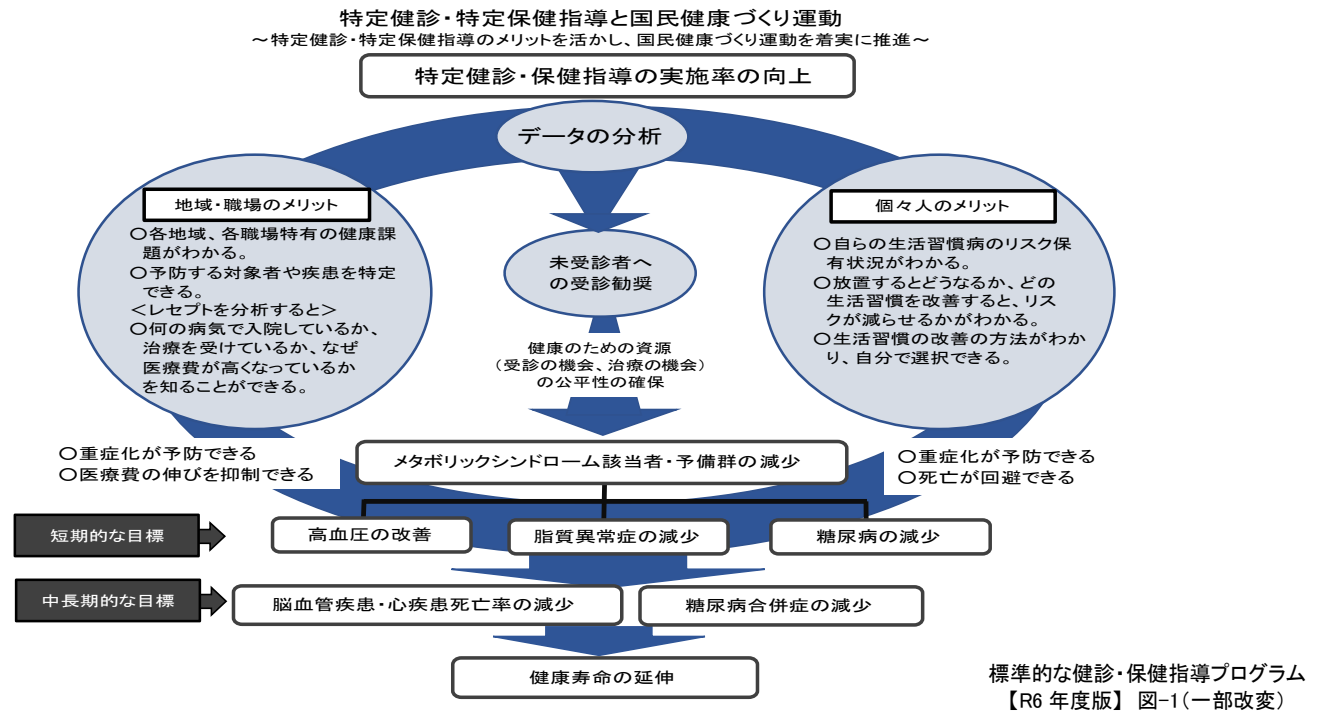 特定健診・特定保健指導と国民健康づくり運動
～特定健診・特定保健指導のメリットを活かし、国民健康づくり運動を着実に推進～
特定健診・保健指導の実施率の向上
データの分析
地域・職場のメリット
○各地域、各職場特有の健康課
題がわかる。
○予防する対象者や疾患を特定
できる。
＜レセプトを分析すると＞
○何の病気で入院しているか、
治療を受けているか、なぜ
医療費が高くなっているか
を知ることができる。
未受診者へ
の受診勧奨
健康のための資源
（受診の機会、治療の機会）
の公平性の確保
個々人のメリット
○自らの生活習慣病のリスク保
有状況がわかる。
○放置するとどうなるか、どの
生活習慣を改善すると、リス
クが減らせるかがわかる。
○生活習慣の改善の方法がわか
り、自分で選択できる。
○重症化が予防できる
○医療費の伸びを抑制できる
メタボリックシンドローム該当者・予備群の減少
○重症化が予防できる
○死亡が回避できる
短期的な目標
高血圧の改善
脂質異常症の減少
糖尿病の減少
中長期的な目標
脳血管疾患・心疾患死亡率の減少
糖尿病合併症の減少
健康寿命の延伸
標準的な健診・保健指導プログラム
【R6 年度版】 図-1（一部改変）